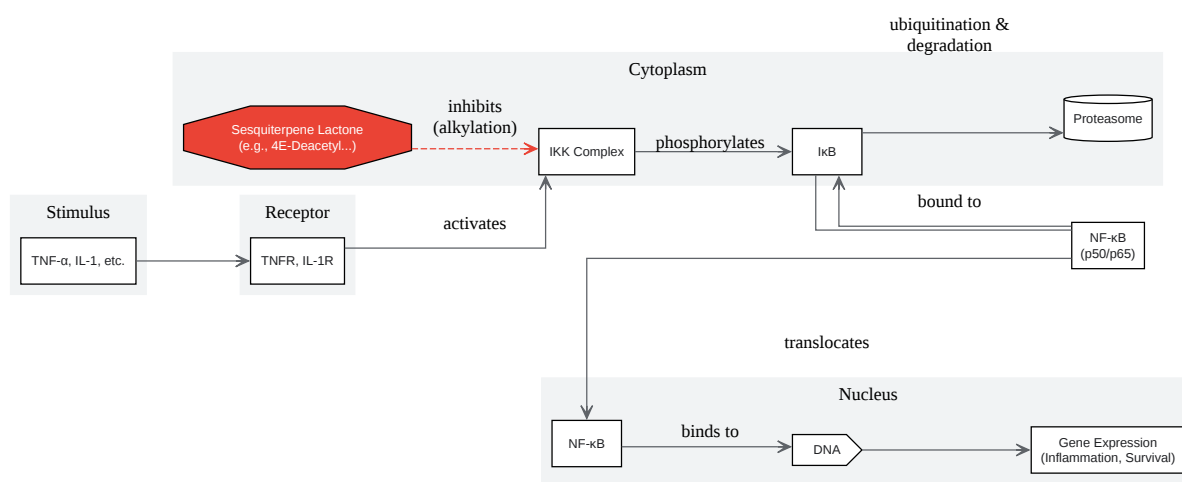 ubiquitination &
degradation
Cytoplasm
inhibits
(alkylation)
Sesquiterpene Lactone
(e.g., 4E-Deacetyl...)
IKK Complex
phosphorylates
IκB
Proteasome
Stimulus
TNF-α, IL-1, etc.
Receptor
TNFR, IL-1R
activates
bound to
NF-κB
(p50/p65)
translocates
Nucleus
NF-κB
binds to
DNA
Gene Expression
(Inflammation, Survival)